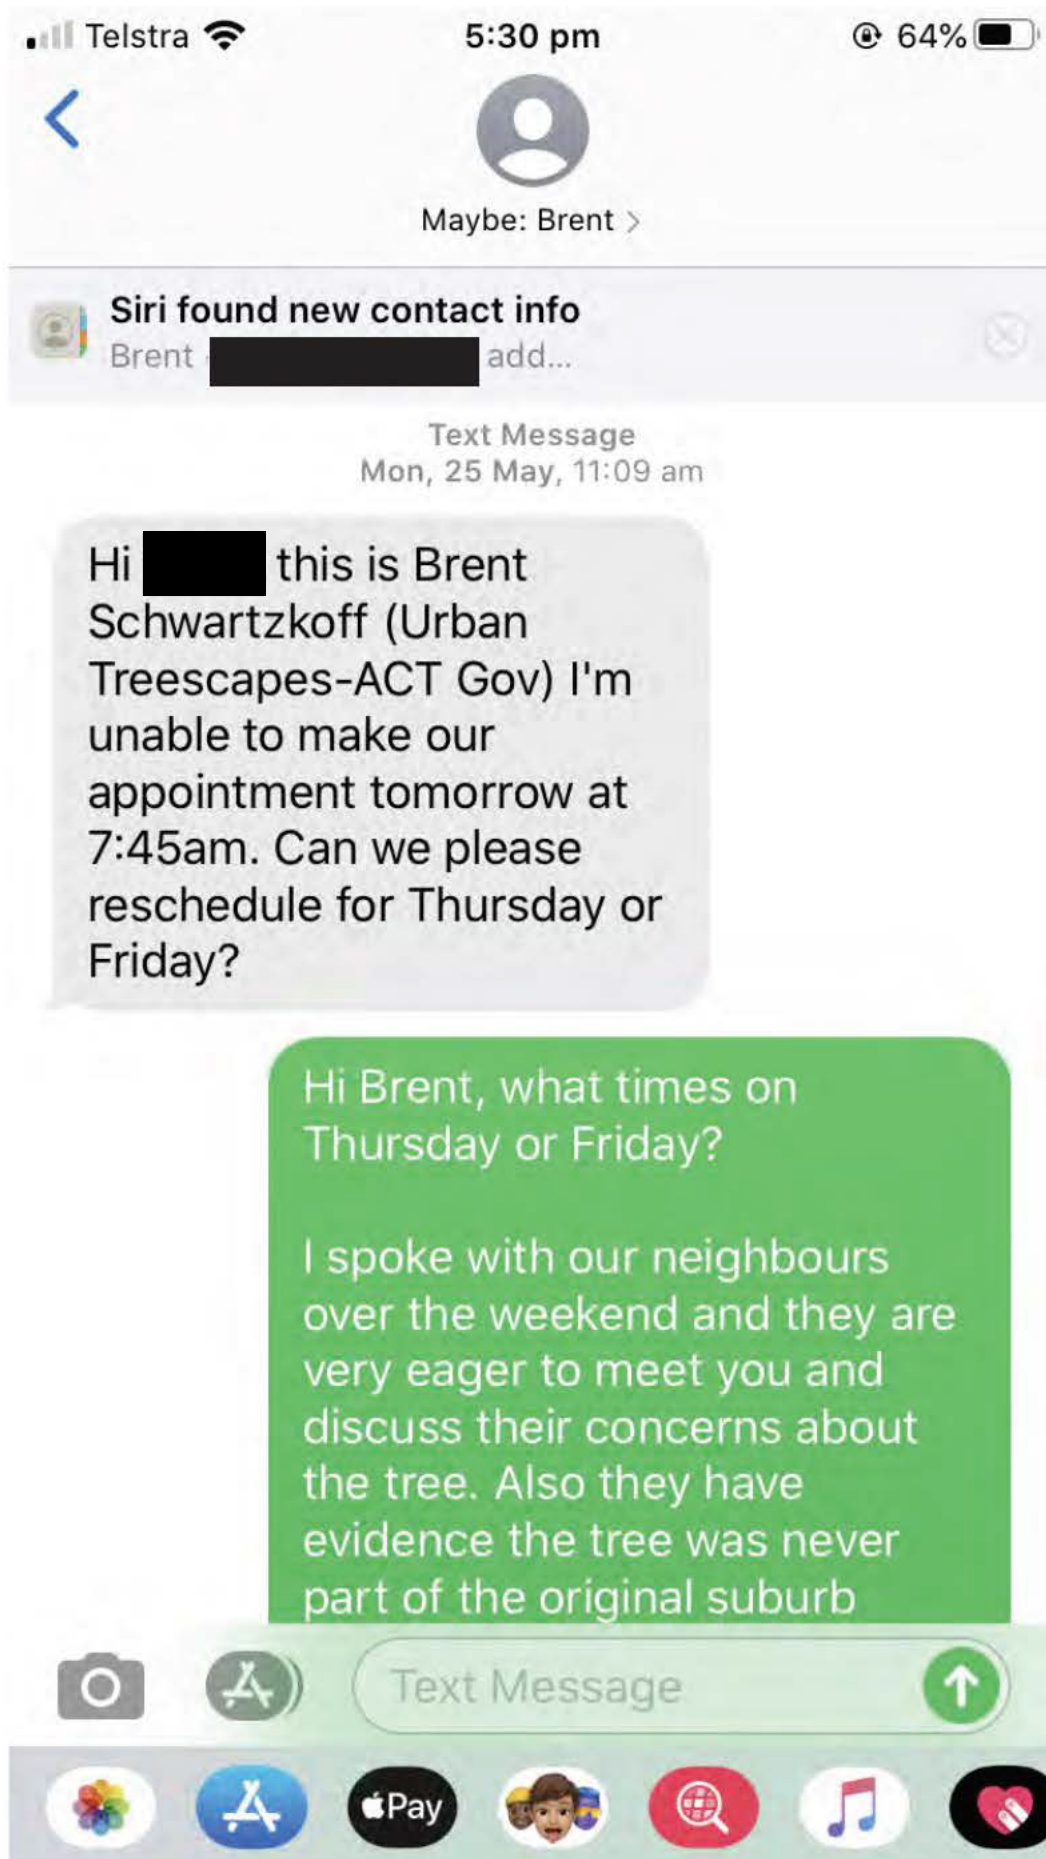 Telstra 5:30 pm 64%
Maybe: Brent >
Siri found new contact info
Brent add...
Text Message
Mon, 25 May, 11:09 am
Hi this is Brent
Schwartzkoff (Urban
Treescapes-ACT Gov) I'm
unable to make our
appointment tomorrow at
7:45am. Can we please
reschedule for Thursday or
Friday?
Hi Brent, what times on
Thursday or Friday?
I spoke with our neighbours
over the weekend and they are
very eager to meet you and
discuss their concerns about
the tree. Also they have
evidence the tree was never
part of the original suburb
Text Message
Pay